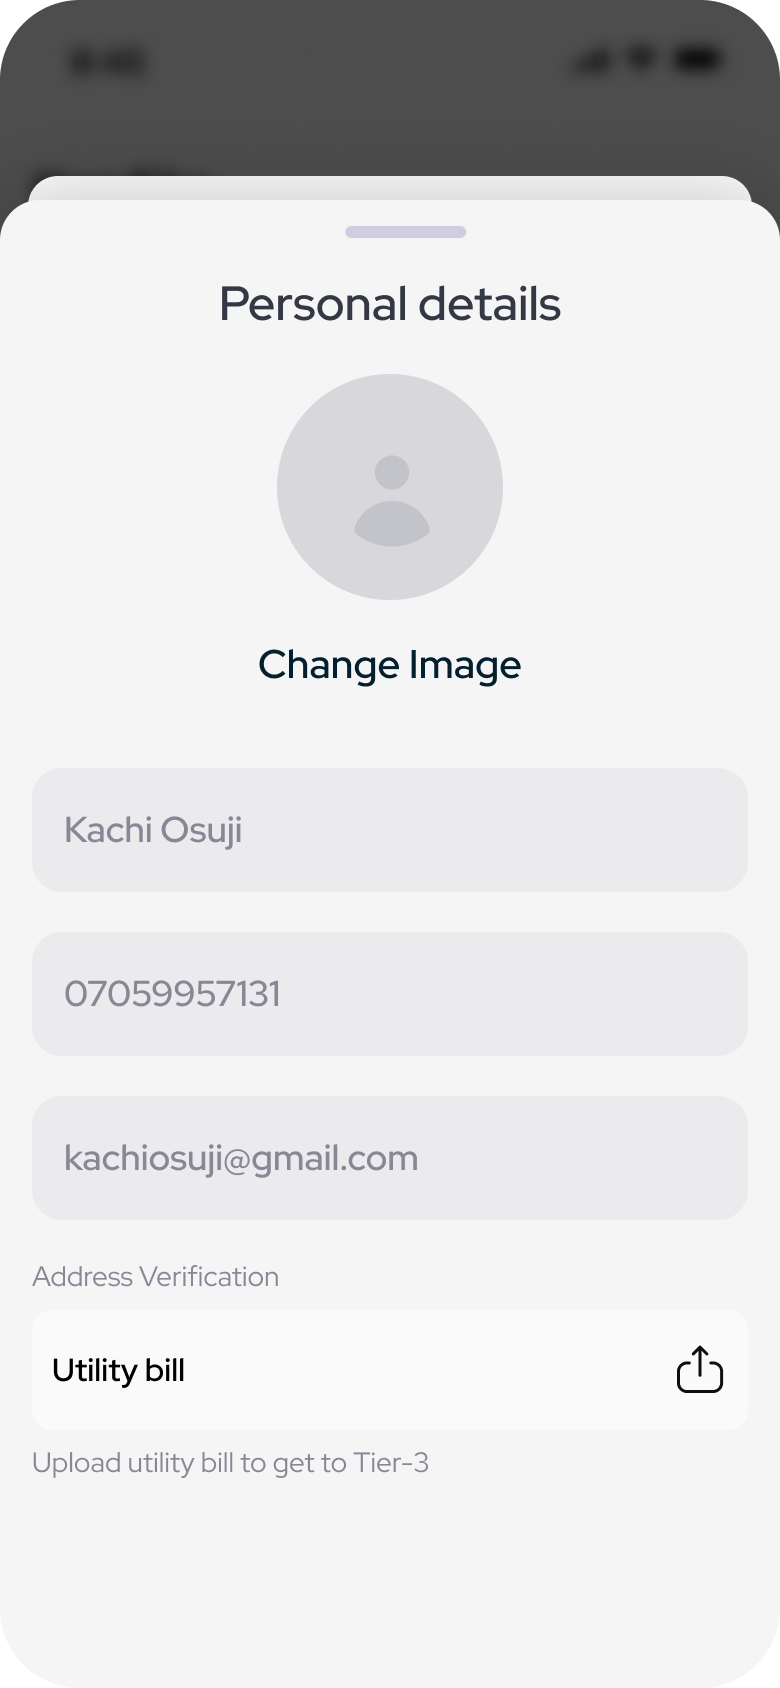 Personal details
Change Image
Kachi Osuji
07059957131
kachiosuji@gmail.com
Address Verification
Utility bill
Upload utility bill to get to Tier-3